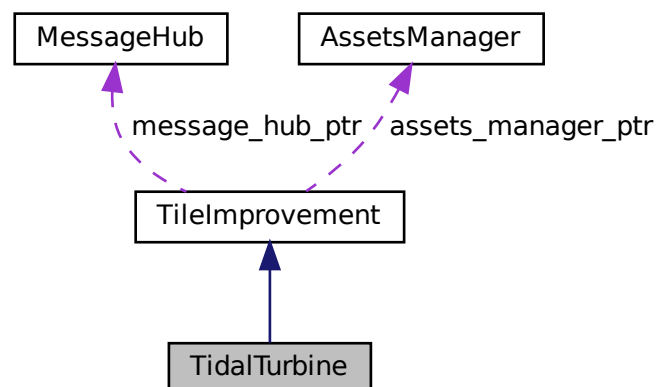 MessageHub
AssetsManager
message_hub_ptr
assets_manager_ptr
TileImprovement
TidalTurbine